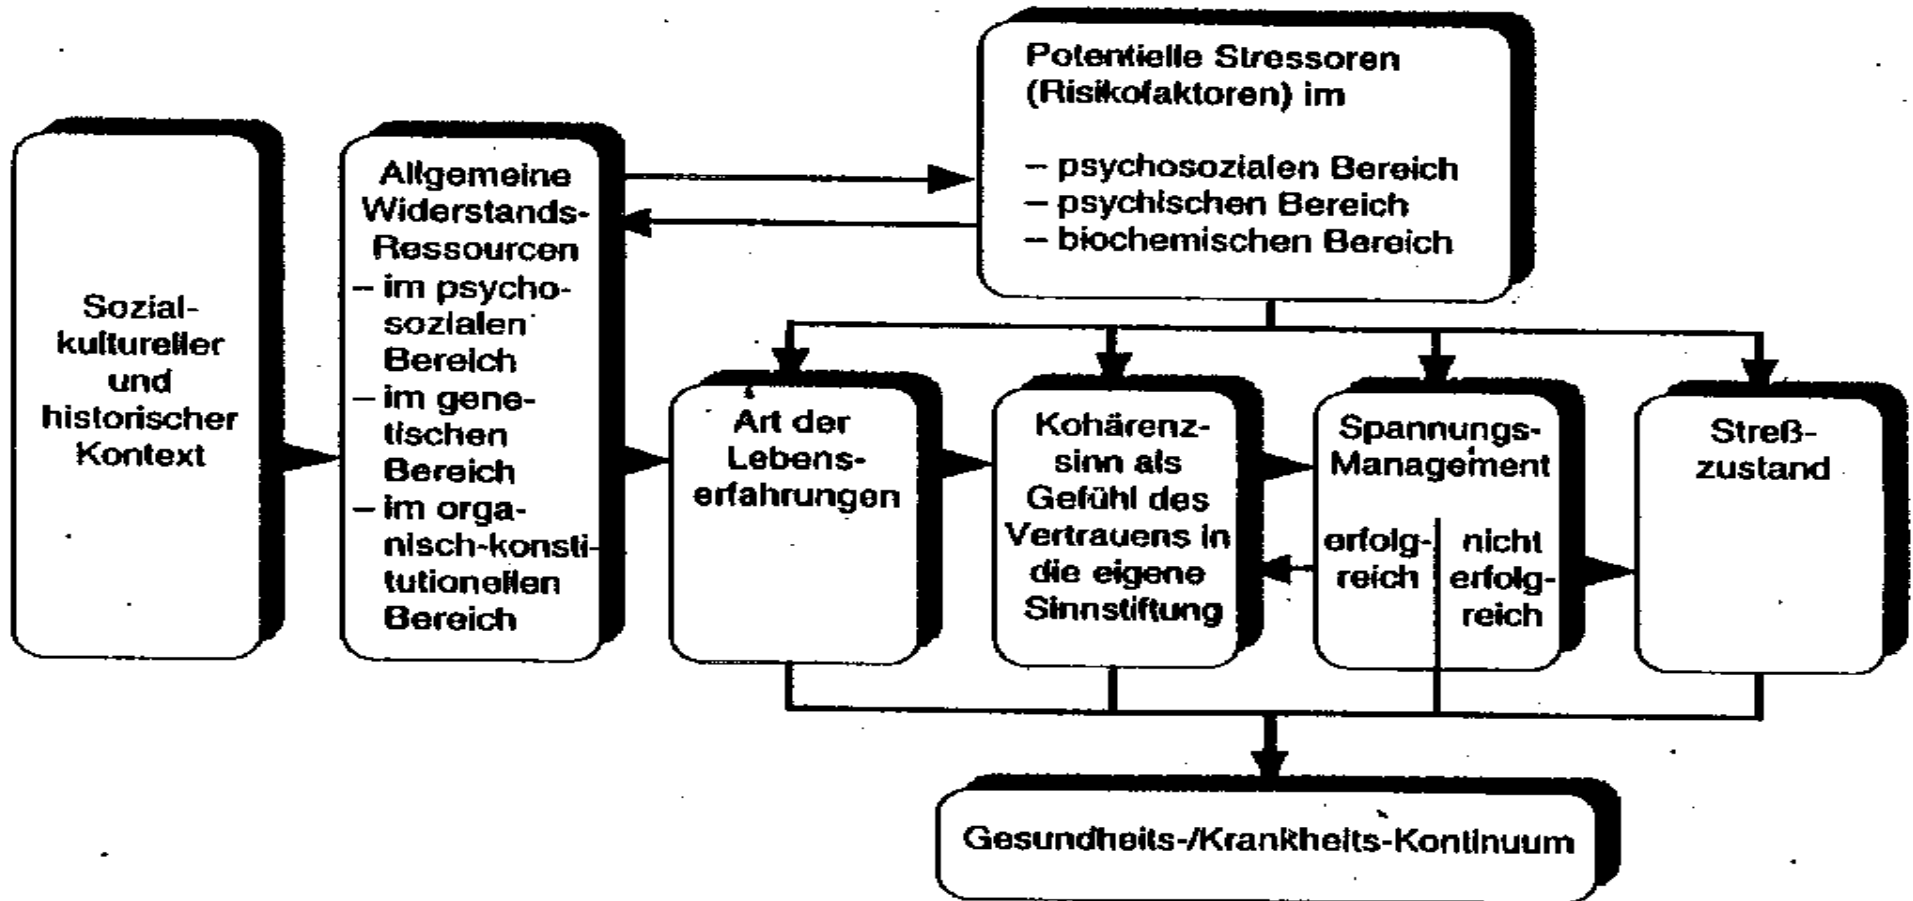 Potentielle Stressoren
(Risikofaktoren) im
– psychosozialen Bereich
– psychischen Bereich
– biochemischen Bereich
Sozial-
kultureller
und
historischer
Kontext
Allgemeine
Widerstands-
Ressourcen
– im psycho-
sozialen
Bereich
– im gene-
tischen
Bereich
– im orga-
nisch-konsti-
tutionellen
Bereich
Art der
Lebens-
erfahrungen
Kohärenz-
sinn als
Gefühl des
Vertrauens in
die eigene
Sinnstiftung
Spannungs-
Management
erfolg-
reich
nicht
erfolg-
reich
Streß-
zustand
Gesundheits-/Krankheits-Kontinuum